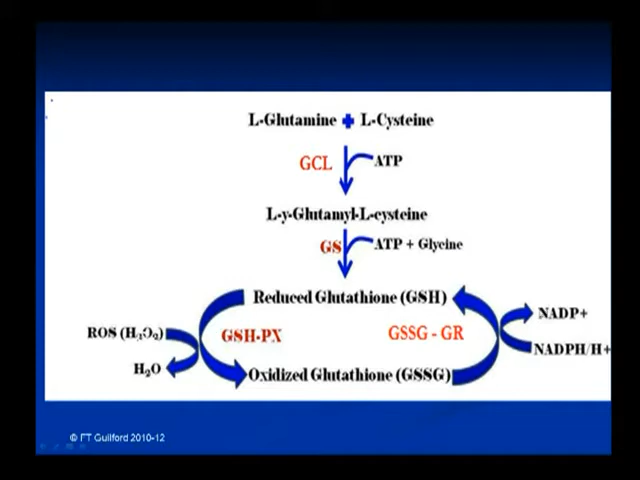 L-Glutamine + L-Cysteine
GCL ATP
L-y-Glutamyl-L-cysteine
GS ATP + Glycine
Reduced Glutathione (GSH)
NADP+
ROS (H₂O₂) GSH-PX GSSG - GR
NADPH/H+
H₂O
Oxidized Glutathione (GSSG)
© FT Guilford 2010-12